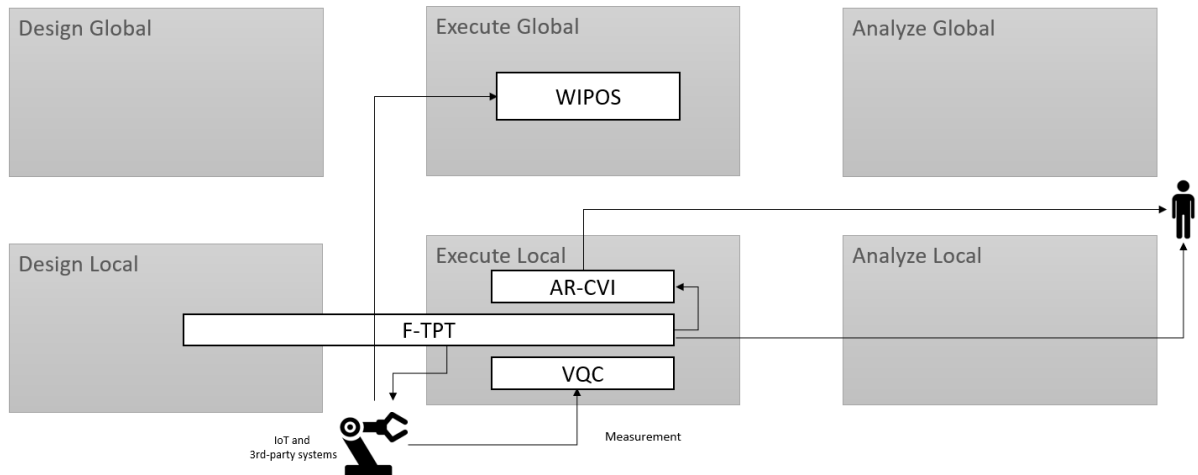 Design Global
Execute Global
Analyze Global
WIPOS
Design Local
Execute Local
Analyze Local
AR-CVI
F-TPT
VQC
IoT and
3rd-party systems
Measurement